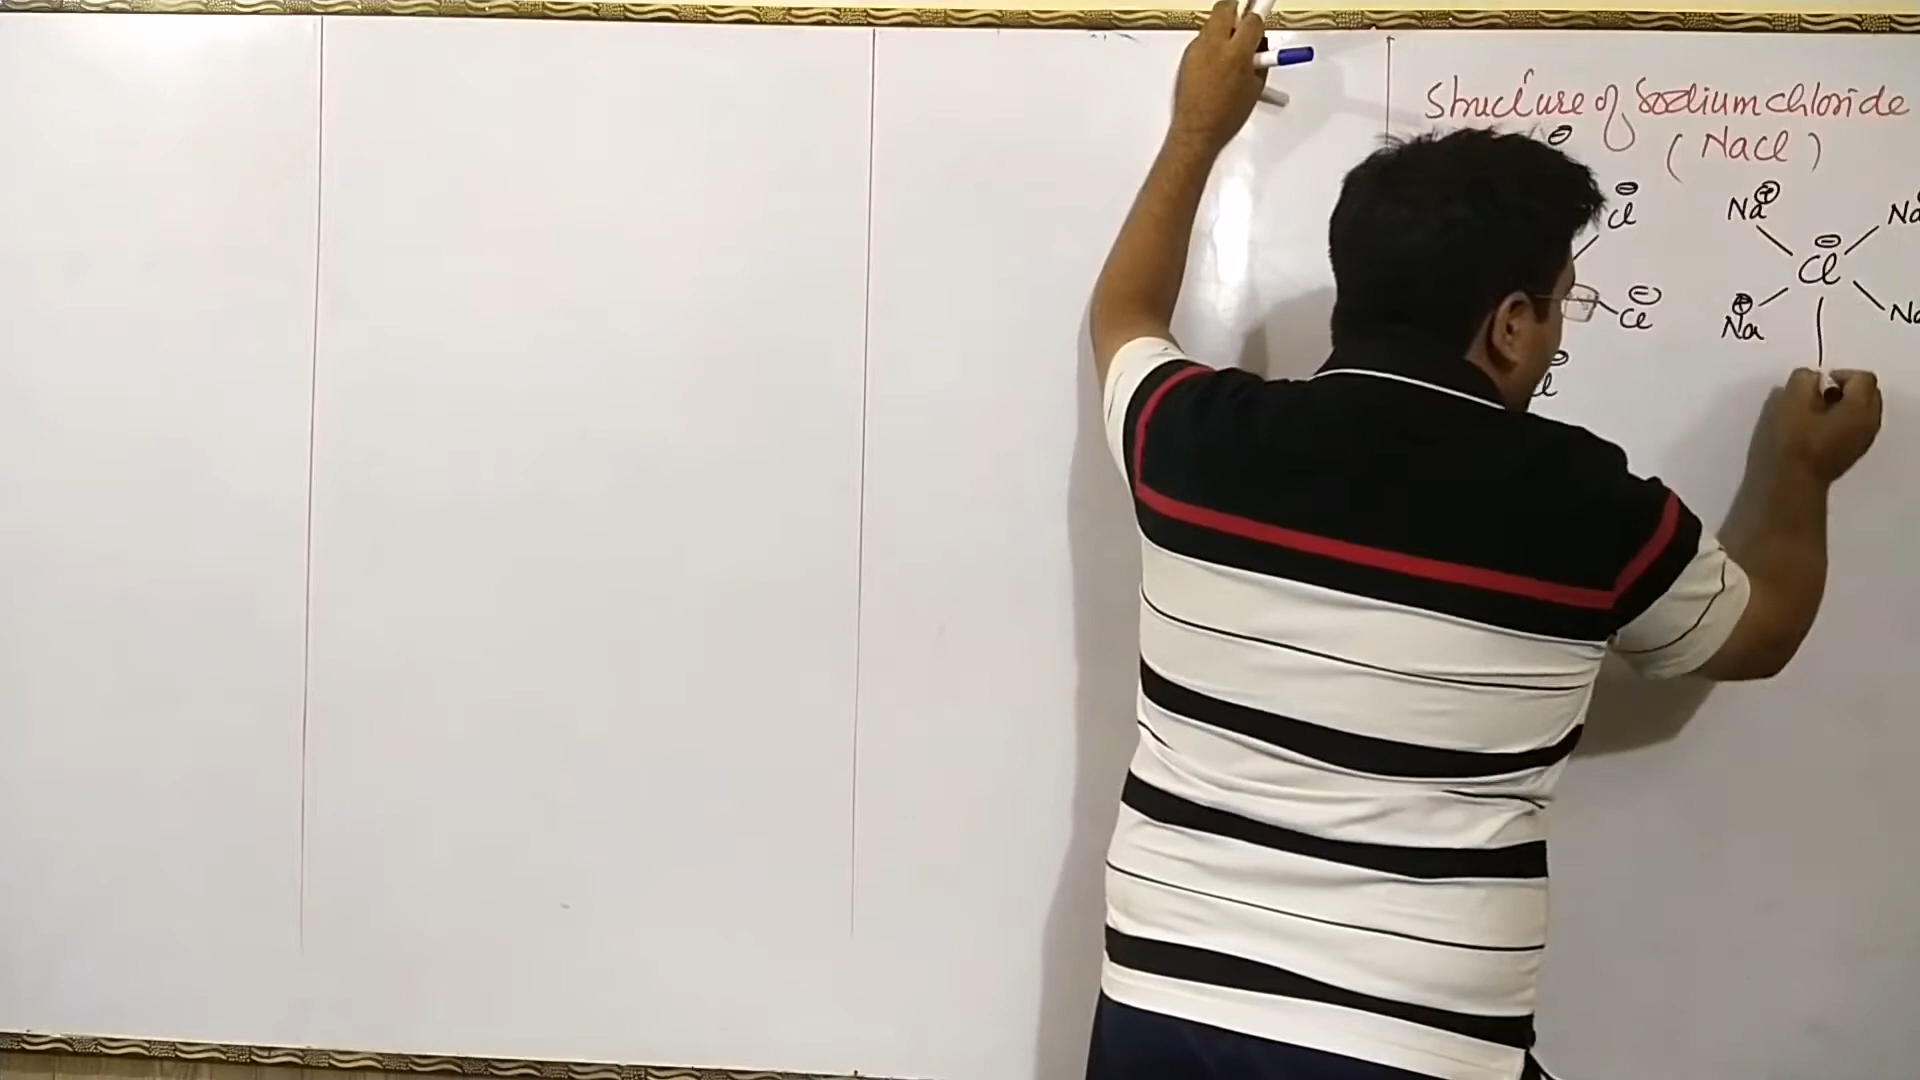 Structure of Sodium chloride
(NaCl)
⊖
⊖
Cl
Na⊕
Na
⊖
Cl
⊖
Cl
⊕
Na
Na
⊖